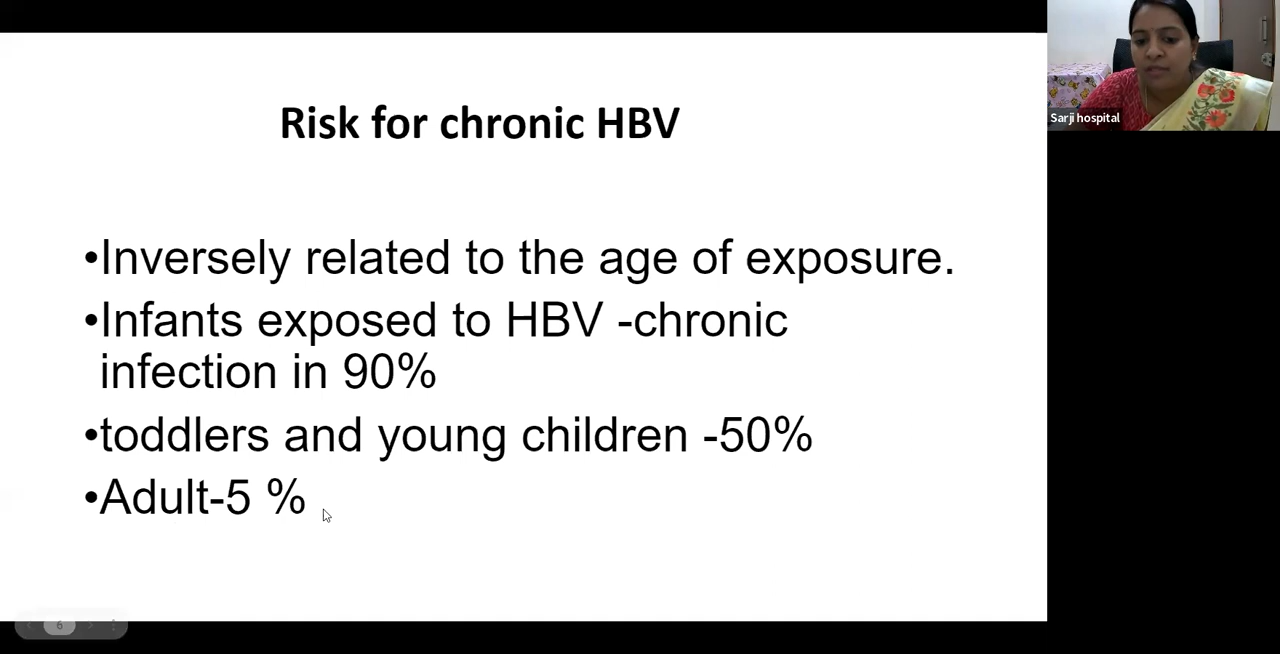 Risk for chronic HBV
•Inversely related to the age of exposure.
•Infants exposed to HBV -chronic
infection in 90%
•toddlers and young children -50%
•Adult-5 %
Sarji hospital
6